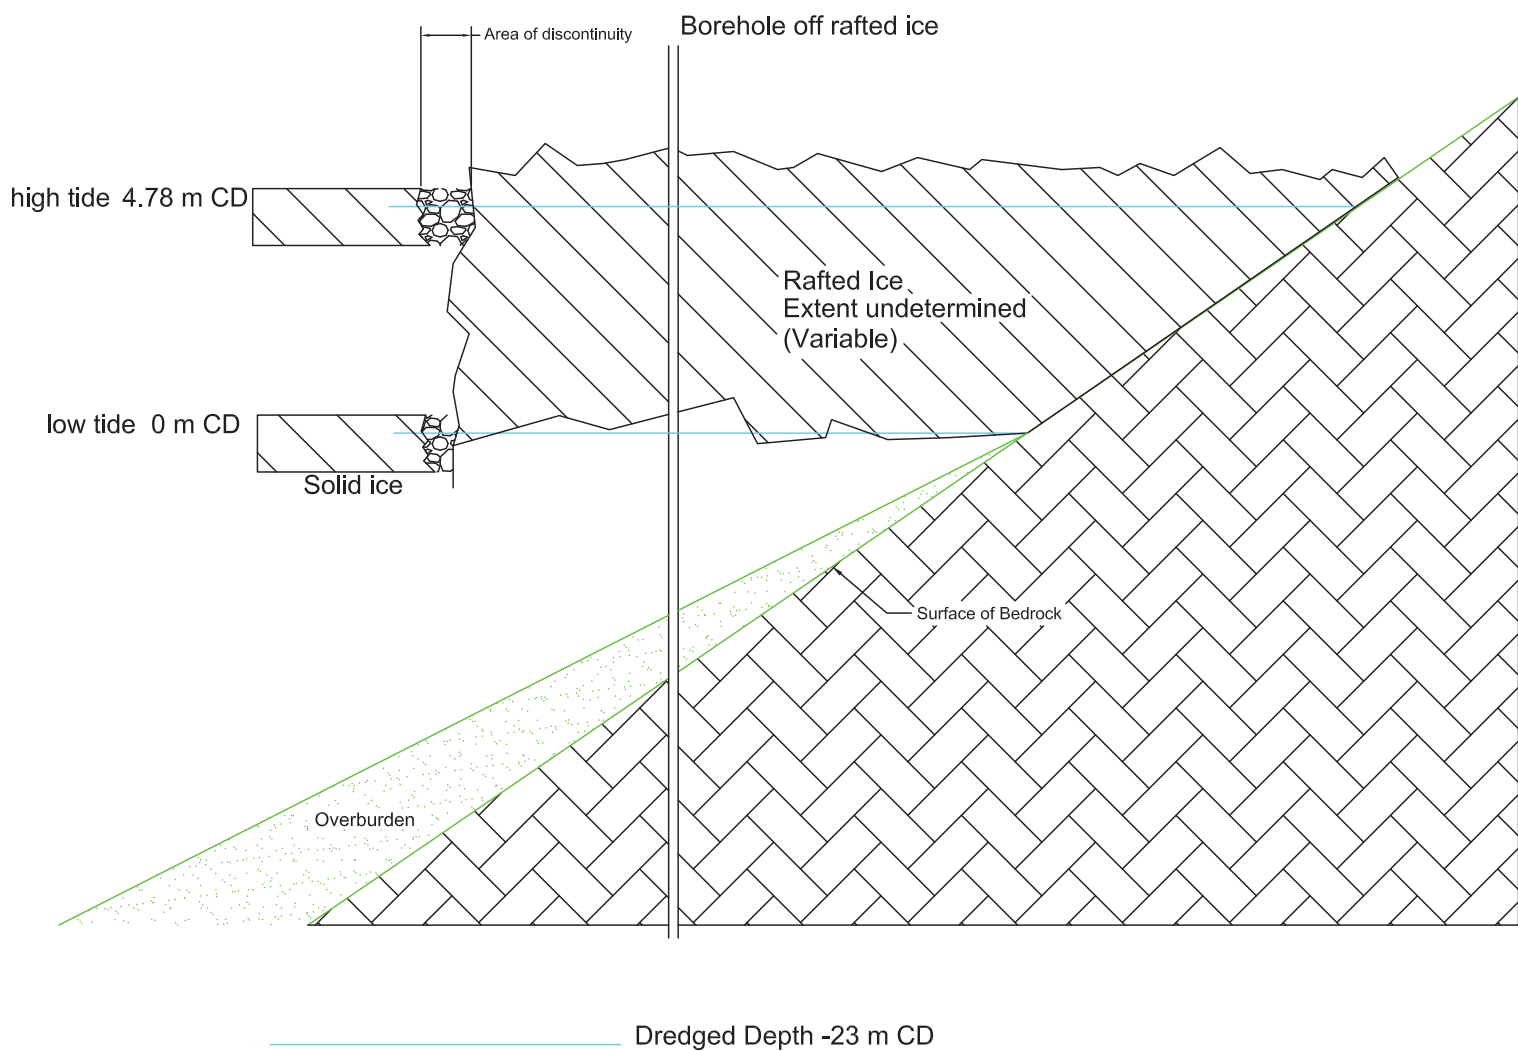 Borehole off rafted ice
Area of discontinuity
high tide 4.78 m CD
Rafted Ice
Extent undetermined
(Variable)
low tide 0 m CD
Solid ice
Surface of Bedrock
Overburden
Dredged Depth -23 m CD